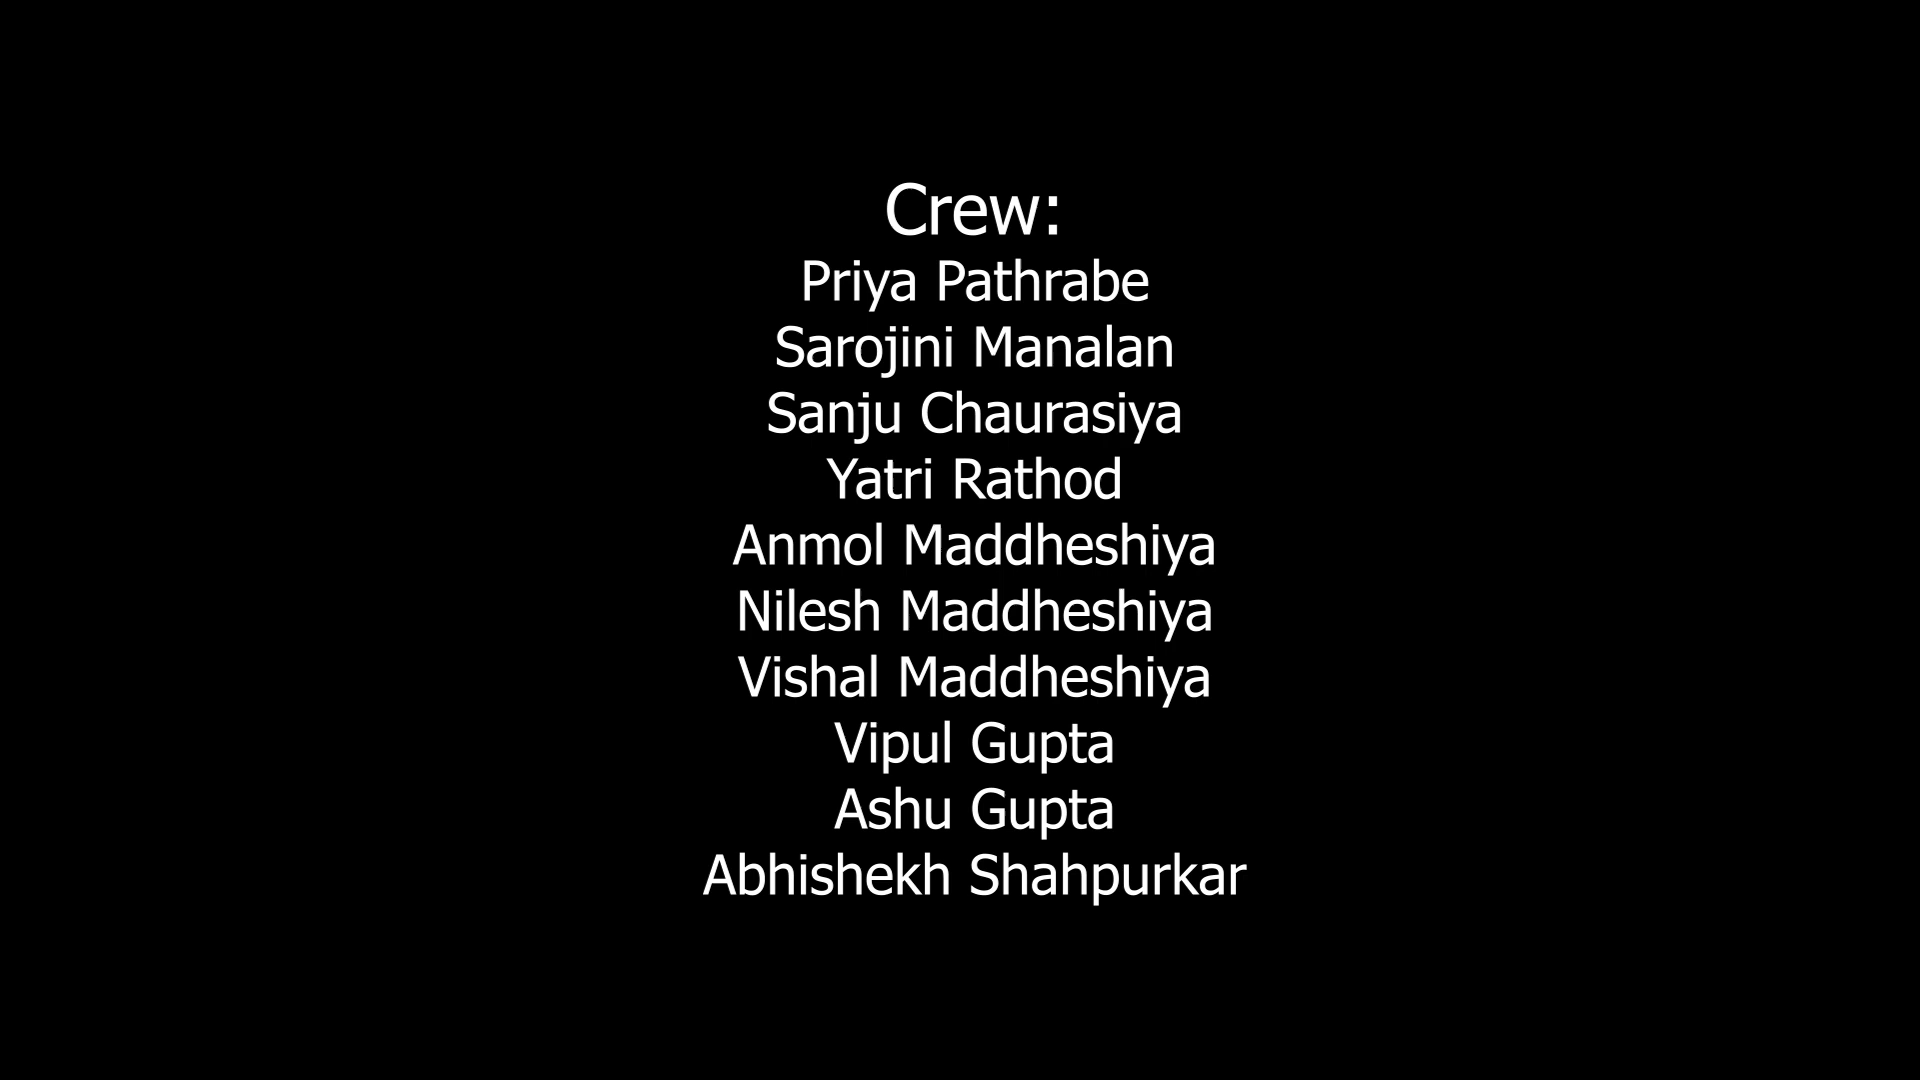 Crew:
Priya Pathrabe
Sarojini Manalan
Sanju Chaurasiya
Yatri Rathod
Anmol Maddheshiya
Nilesh Maddheshiya
Vishal Maddheshiya
Vipul Gupta
Ashu Gupta
Abhishekh Shahpurkar